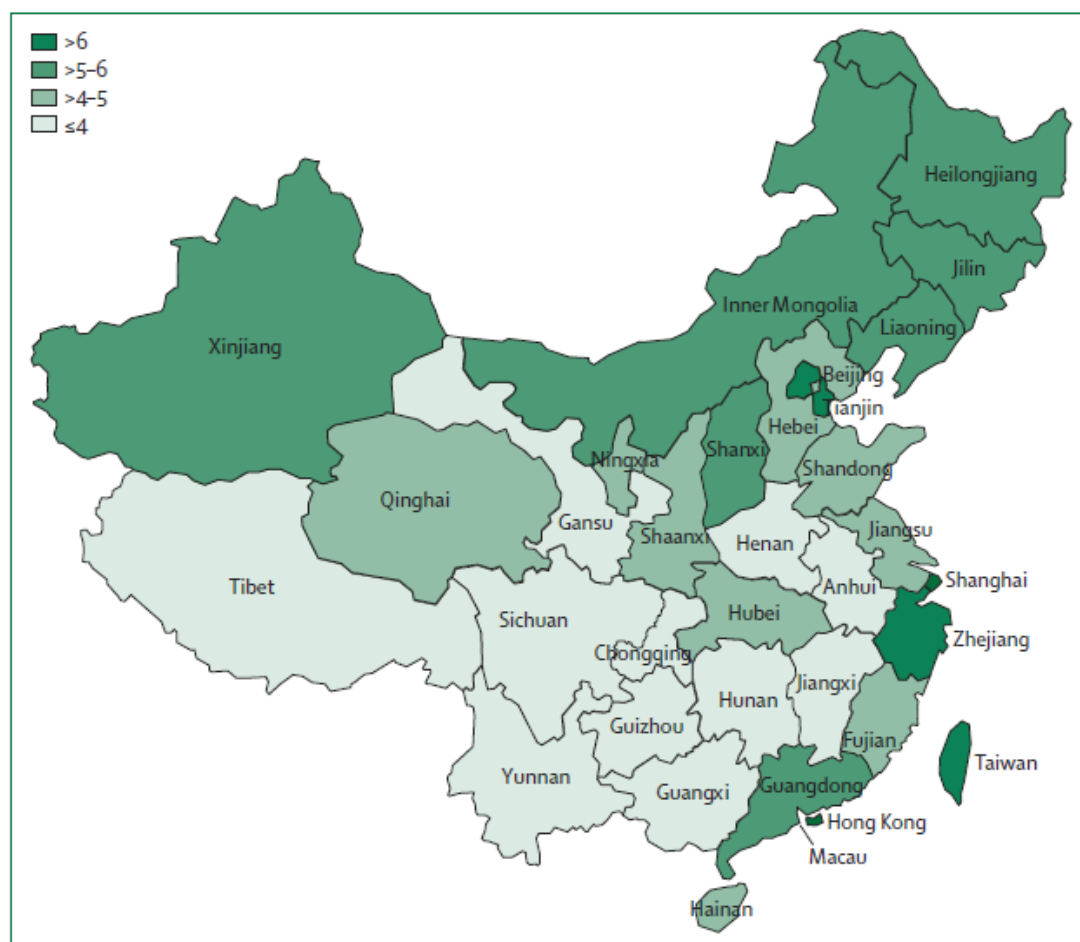 >6
>5–6
>4–5
≤4
Heilongjiang
Jilin
Inner Mongolia
Liaoning
Xinjiang
Beijing
Tianjin
Hebei
Shanxi
Ningxia
Shandong
Qinghai
Gansu
Shaanxi
Henan
Jiangsu
Tibet
Anhui
Shanghai
Sichuan
Hubei
Zhejiang
Chongqing
Jiangxi
Hunan
Guizhou
Fujian
Taiwan
Yunnan
Guangxi
Guangdong
Hong Kong
Macau
Hainan